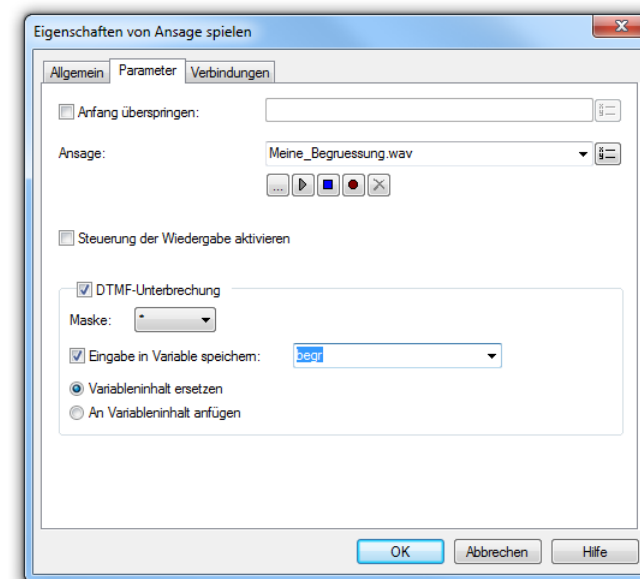 Eigenschaften von Ansage spielen
Allgemein Parameter Verbindungen
Anfang überspringen:
Ansage: Meine_Begruessung.wav
...
Steuerung der Wiedergabe aktivieren
DTMF-Unterbrechung
Maske: *
Eingabe in Variable speichern: begr
Variableninhalt ersetzen
An Variableninhalt anfügen
OK Abbrechen Hilfe